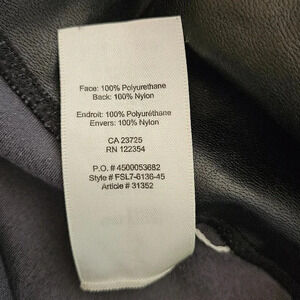 Face: 100% Polyurethane
Back: 100% Nylon
Endroit: 100% Polyuréthane
Envers: 100% Nylon
CA 23725
RN 122354
P.O. # 4500053682
Style # FSL7-6136-45
Article # 31352